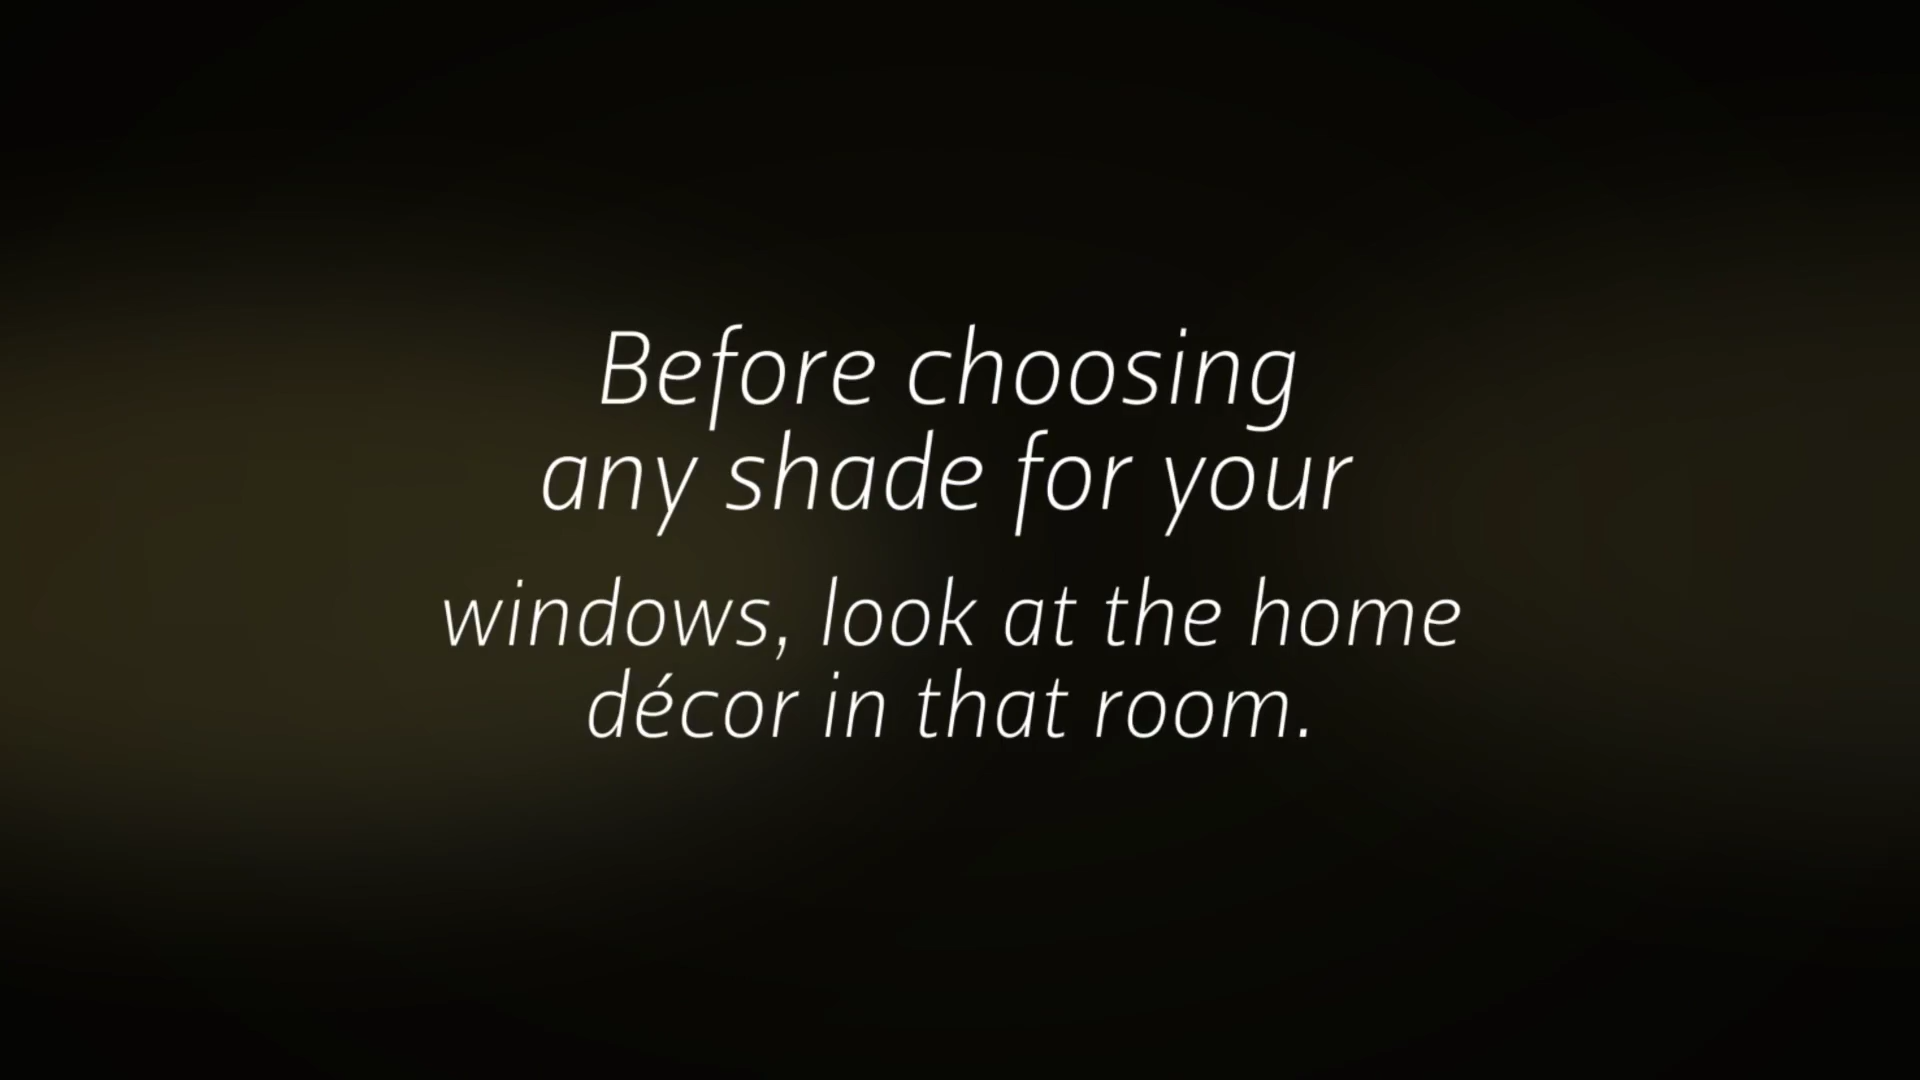 Before choosing
any shade for your
windows, look at the home
décor in that room.